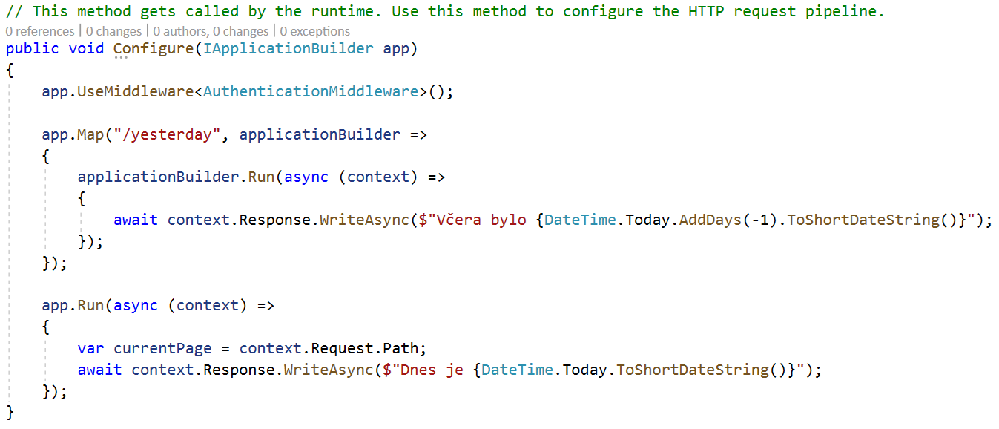 // This method gets called by the runtime. Use this method to configure the HTTP request pipeline.
0 references | 0 changes | 0 authors, 0 changes | 0 exceptions
public void Configure(IApplicationBuilder app)
{
    app.UseMiddleware<AuthenticationMiddleware>();

    app.Map("/yesterday", applicationBuilder =>
    {
        applicationBuilder.Run(async (context) =>
        {
            await context.Response.WriteAsync($"Včera bylo {DateTime.Today.AddDays(-1).ToShortDateString()}");
        });
    });

    app.Run(async (context) =>
    {
        var currentPage = context.Request.Path;
        await context.Response.WriteAsync($"Dnes je {DateTime.Today.ToShortDateString()}");
    });
}